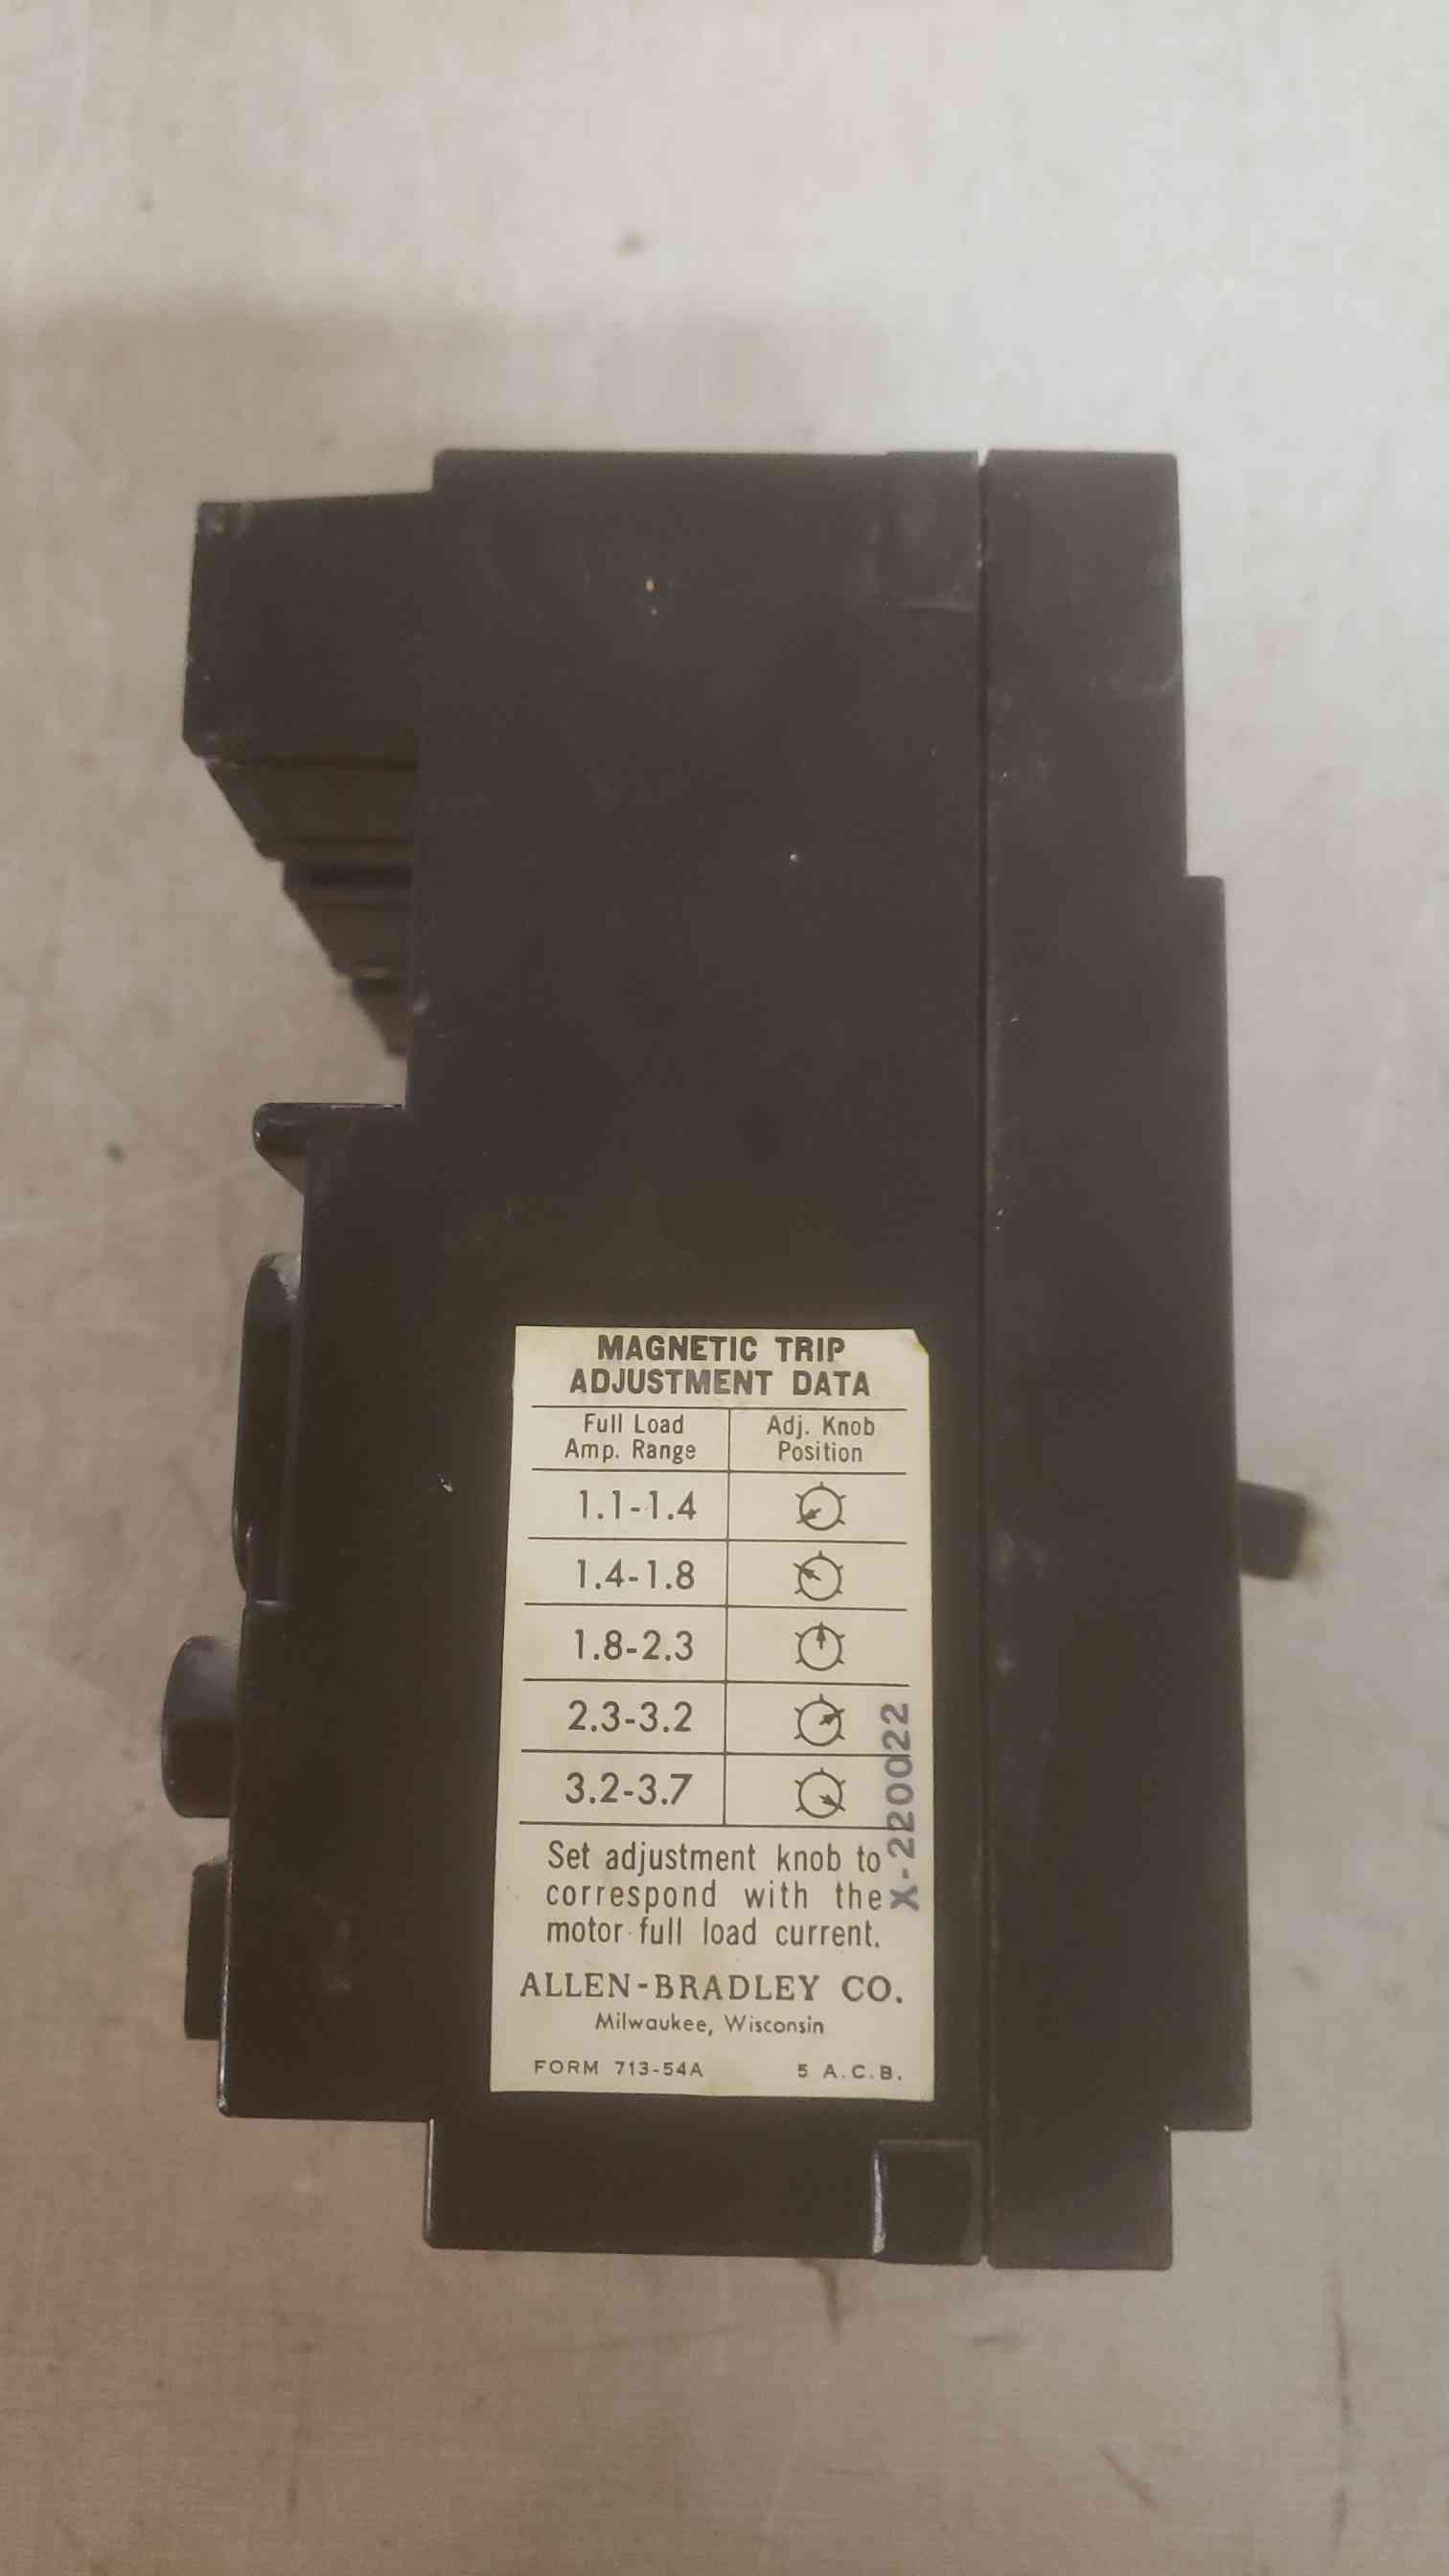 MAGNETIC TRIP
ADJUSTMENT DATA
Full Load
Amp. Range
Adj. Knob
Position
1.1-1.4
1.4-1.8
1.8-2.3
2.3-3.2
3.2-3.7
Set adjustment knob to
correspond with the
motor full load current.
X-220022
ALLEN-BRADLEY CO.
Milwaukee, Wisconsin
FORM 713-54A 5 A.C.B.